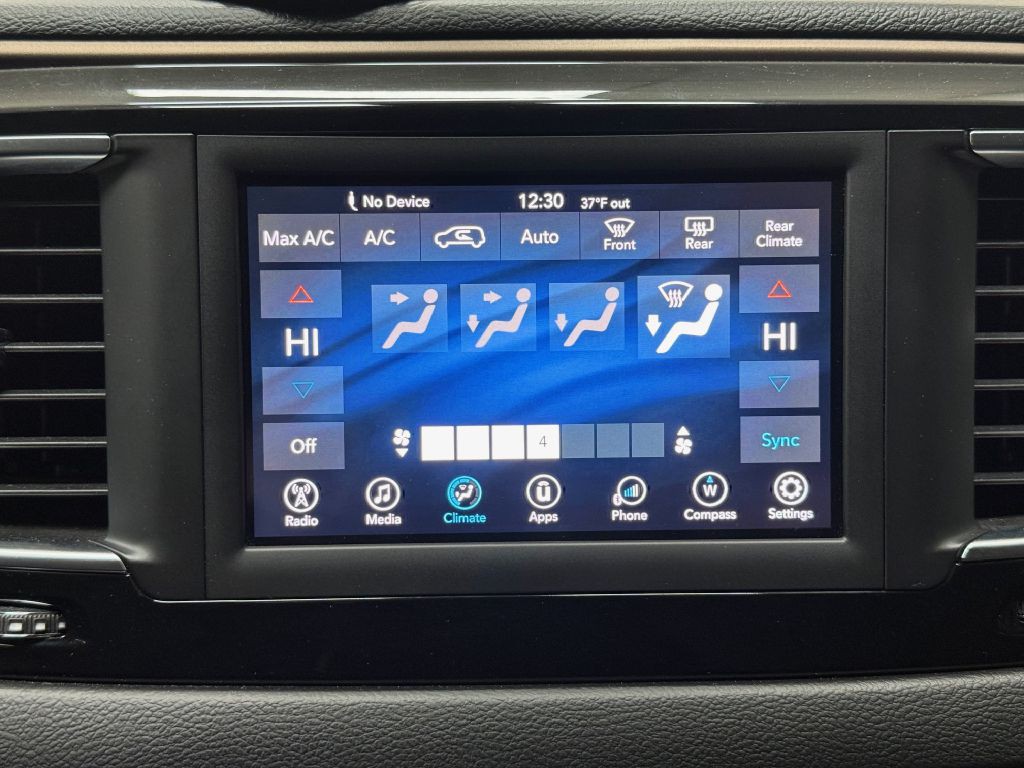 No Device 12:30 37°F out
Max A/C A/C Auto Front Rear Rear
Climate
HI HI
Off 4 Sync
Radio Media Climate Apps Phone Compass Settings
W